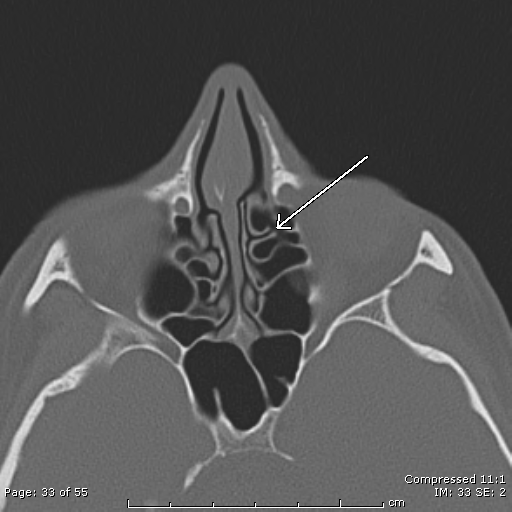 Compressed 11:1
Page: 33 of 55
IM: 33 SE: 2
cm